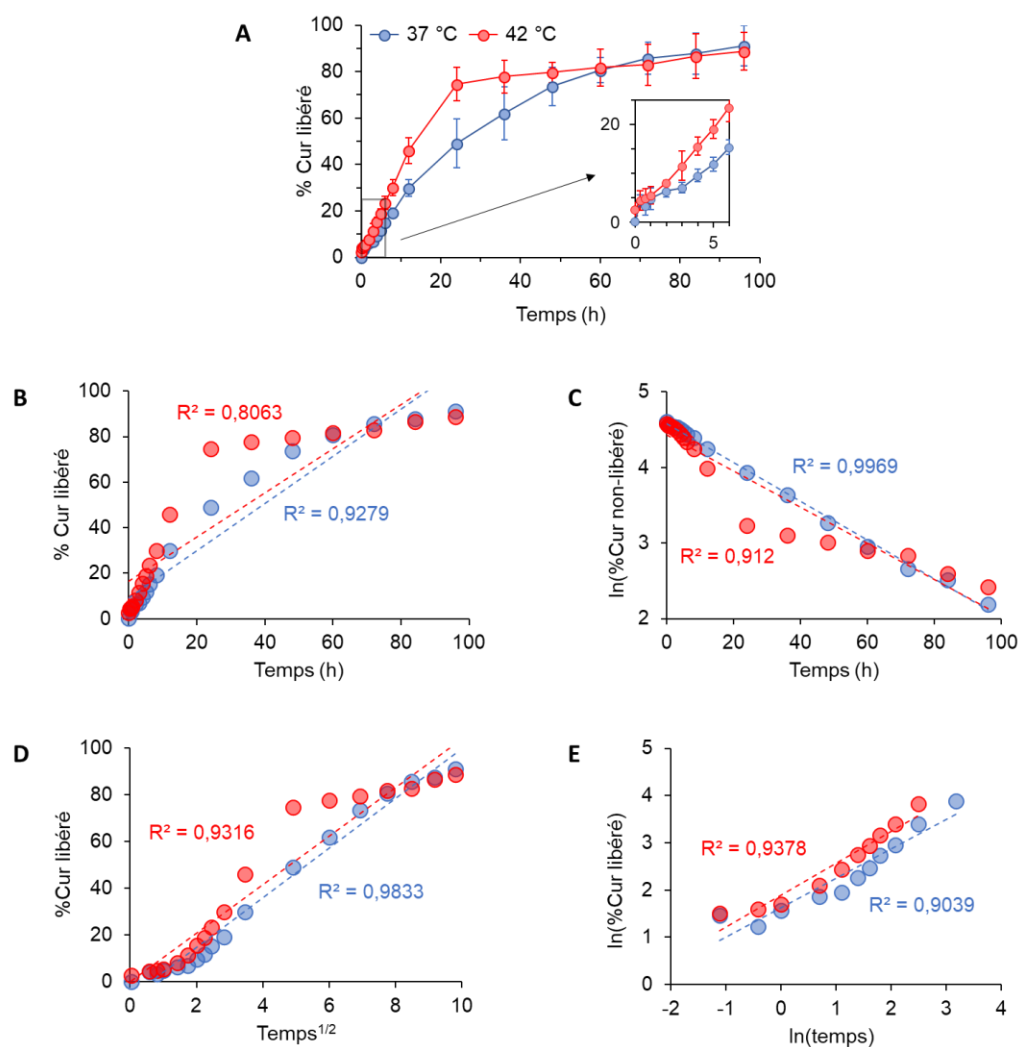 A
37 °C
42 °C
% Cur libéré
100
80
60
40
20
0
20
0
0
5
0
20
40
60
80
100
Temps (h)
B
% Cur libéré
100
80
60
40
20
0
R² = 0,8063
R² = 0,9279
0
20
40
60
80
100
Temps (h)
C
ln(%Cur non-libéré)
5
4
3
2
R² = 0,9969
R² = 0,912
0
20
40
60
80
100
Temps (h)
D
%Cur libéré
100
80
60
40
20
0
R² = 0,9316
R² = 0,9833
0
2
4
6
8
10
Temps^1/2
E
ln(%Cur libéré)
5
4
3
2
1
0
R² = 0,9378
R² = 0,9039
-2
-1
0
1
2
3
4
ln(temps)